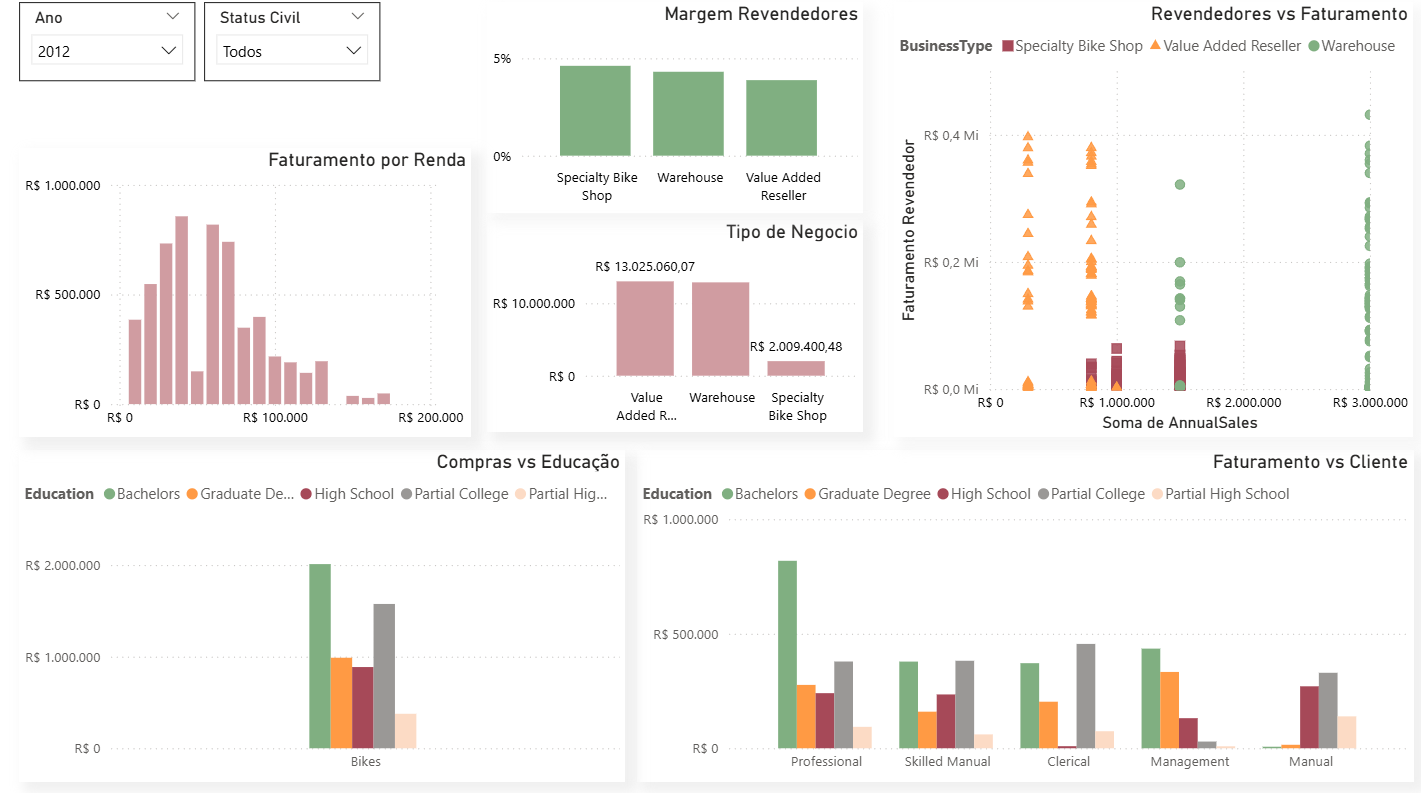 Ano
2012
Status Civil
Todos
Margem Revendedores
5%
0%
Specialty Bike
Shop
Warehouse
Value Added
Reseller
Revendedores vs Faturamento
BusinessType Specialty Bike Shop Value Added Reseller Warehouse
Faturamento Revendedor
R$ 0,4 Mi
R$ 0,2 Mi
R$ 0,0 Mi
R$ 0 R$ 1.000.000 R$ 2.000.000 R$ 3.000.000
Soma de AnnualSales
Faturamento por Renda
R$ 1.000.000
R$ 500.000
R$ 0
R$ 0 R$ 100.000 R$ 200.000
Tipo de Negocio
R$ 13.025.060,07
R$ 10.000.000
R$ 2.009.400,48
R$ 0
Value
Added R...
Warehouse
Specialty
Bike Shop
Compras vs Educação
Education Bachelors Graduate De... High School Partial College Partial Hig...
R$ 2.000.000
R$ 1.000.000
R$ 0
Bikes
Faturamento vs Cliente
Education Bachelors Graduate Degree High School Partial College Partial High School
R$ 1.000.000
R$ 500.000
R$ 0
Professional Skilled Manual Clerical Management Manual